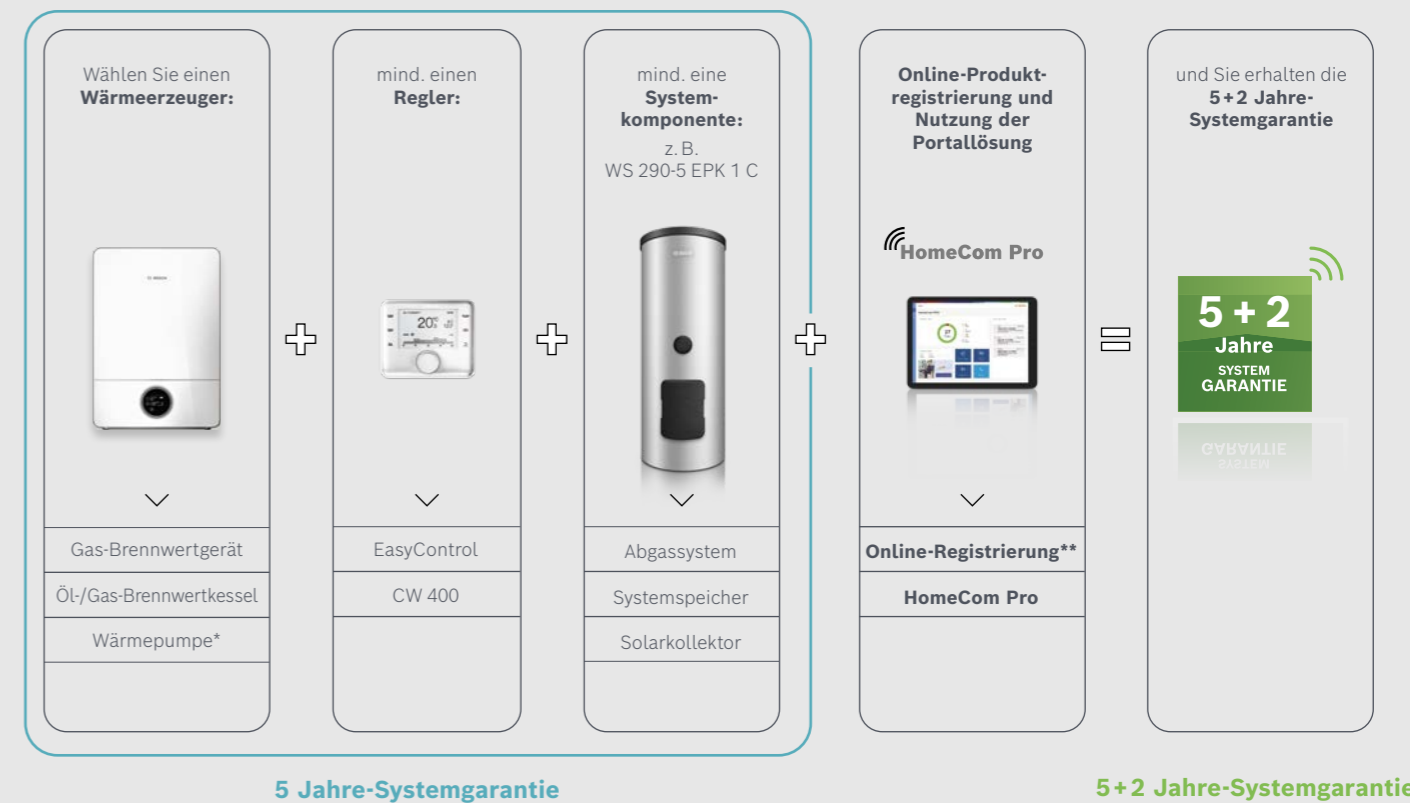 Wählen Sie einen
Wärmeerzeuger:
Gas-Brennwertgerät
Öl-/Gas-Brennwertkessel
Wärmepumpe*
mind. einen
Regler:
20°
EasyControl
CW 400
mind. eine
System-
komponente:
z. B.
WS 290-5 EPK 1 C
Abgassystem
Systemspeicher
Solarkollektor
Online-Produkt-
registrierung und
Nutzung der
Portallösung
HomeCom Pro
Online-Registrierung**
HomeCom Pro
und Sie erhalten die
5+2 Jahre-
Systemgarantie
5 + 2
Jahre
SYSTEM
GARANTIE
5 Jahre-Systemgarantie
5+2 Jahre-Systemgarantie